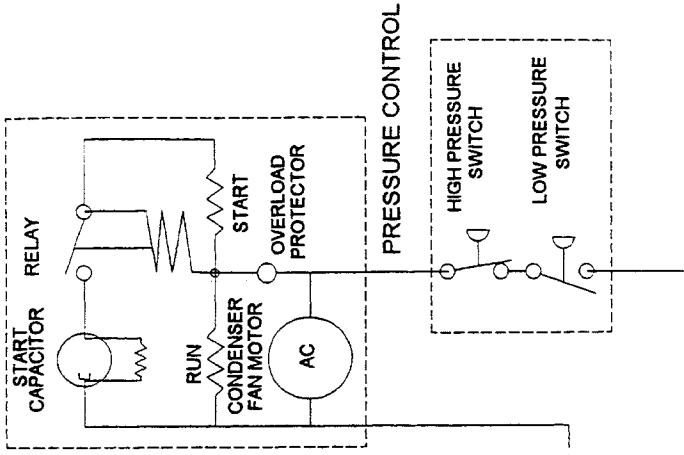 START
CAPACITOR
RELAY
RUN
START
CONDENSER
FAN MOTOR
OVERLOAD
PROTECTOR
AC
PRESSURE CONTROL
HIGH PRESSURE
SWITCH
LOW PRESSURE
SWITCH